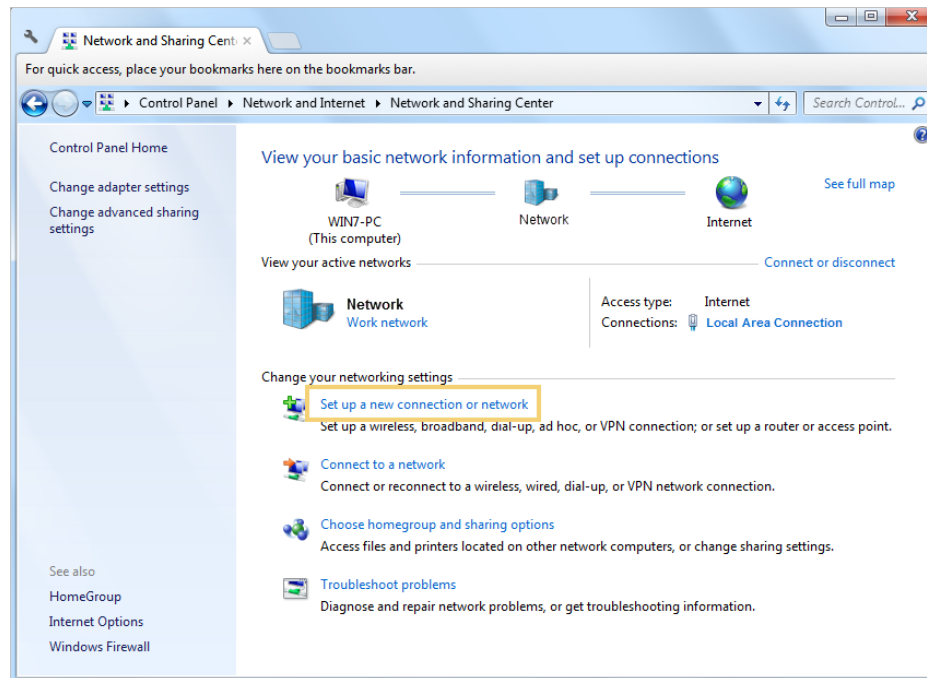 Network and Sharing Cent
For quick access, place your bookmarks here on the bookmarks bar.
Control Panel Network and Internet Network and Sharing Center
Search Control...
Control Panel Home
Change adapter settings
Change advanced sharing
settings
View your basic network information and set up connections
See full map
WIN7-PC
(This computer)
Network
Internet
View your active networks
Connect or disconnect
Network
Work network
Access type: Internet
Connections: Local Area Connection
Change your networking settings
Set up a new connection or network
Set up a wireless, broadband, dial-up, ad hoc, or VPN connection; or set up a router or access point.
Connect to a network
Connect or reconnect to a wireless, wired, dial-up, or VPN network connection.
Choose homegroup and sharing options
Access files and printers located on other network computers, or change sharing settings.
Troubleshoot problems
Diagnose and repair network problems, or get troubleshooting information.
See also
HomeGroup
Internet Options
Windows Firewall